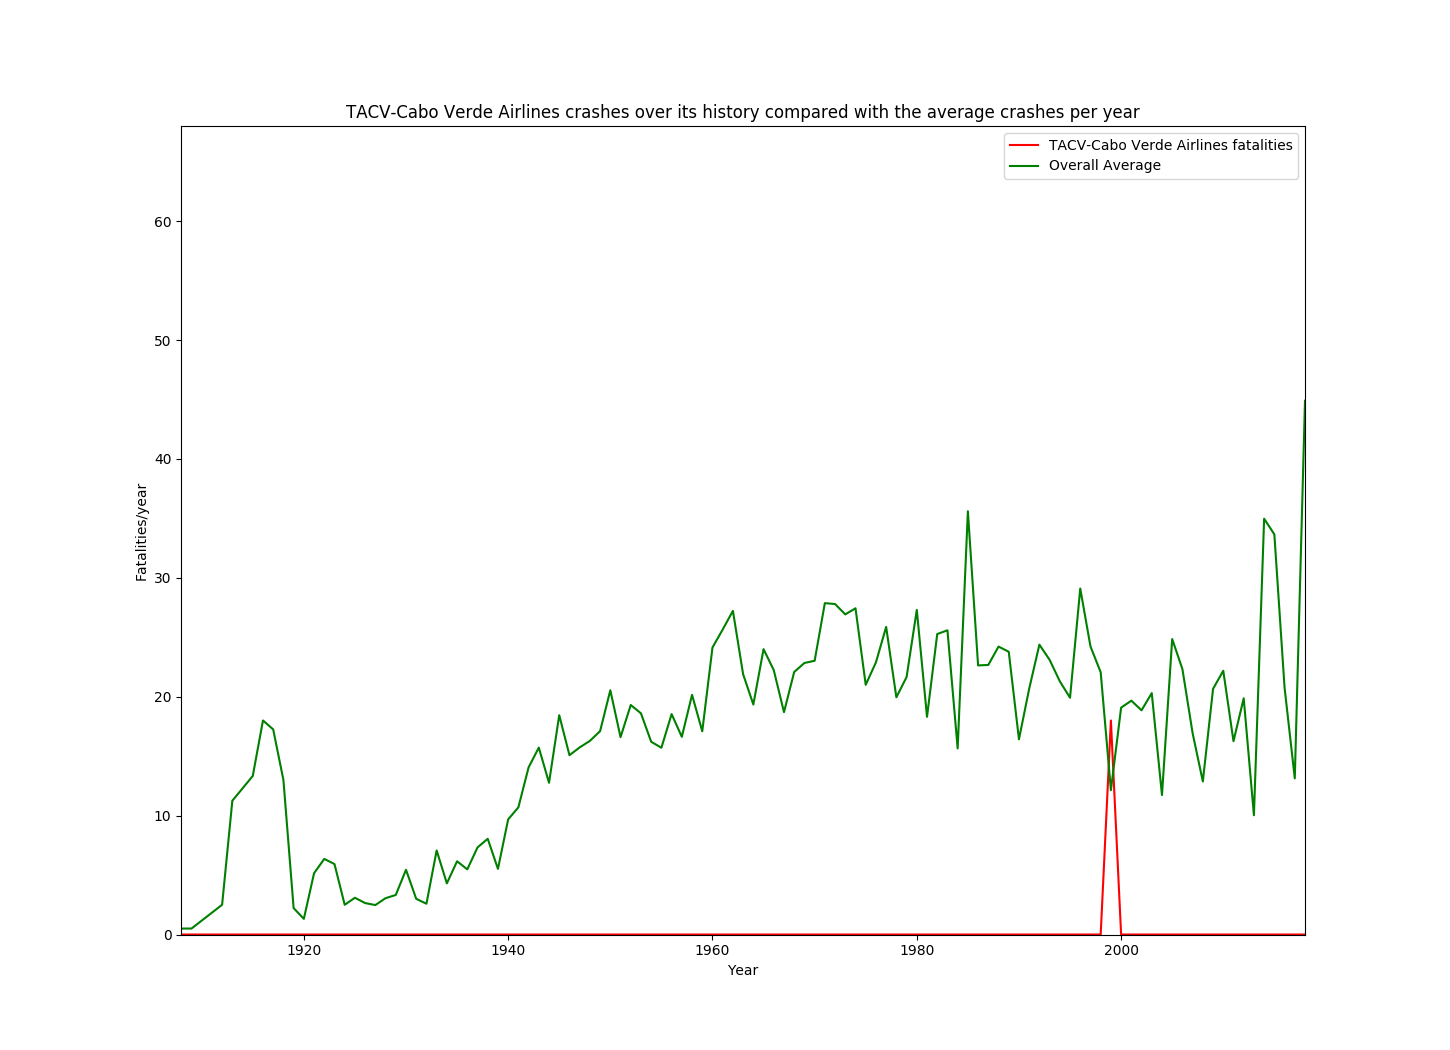 TACV-Cabo Verde Airlines crashes over its history compared with the average crashes per year
TACV-Cabo Verde Airlines fatalities
Overall Average
60
50
40
30
20
10
0
Fatalities/year
1920
1940
1960
1980
2000
Year